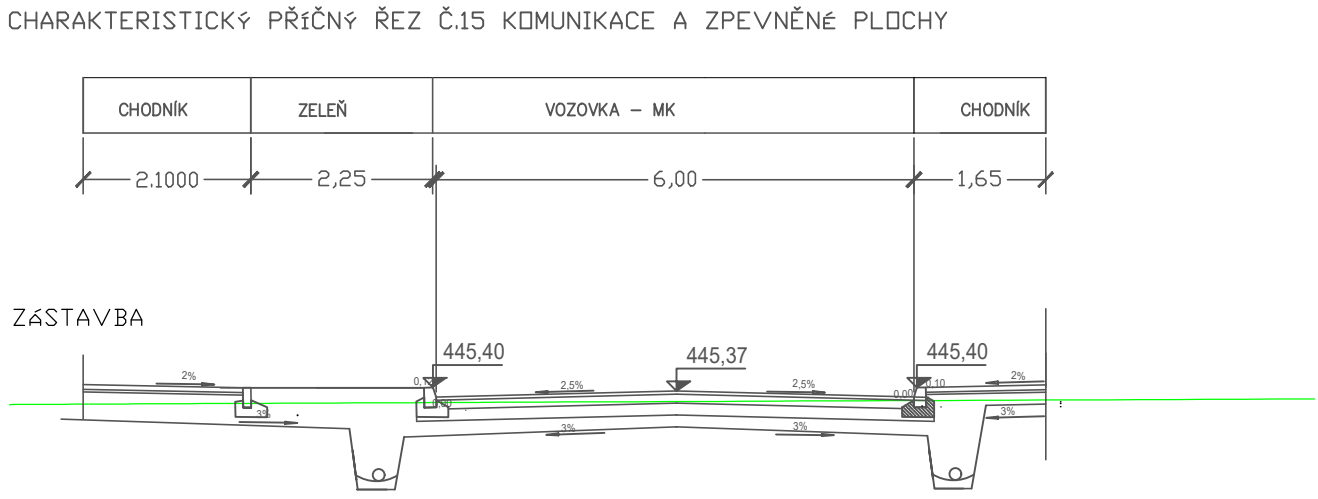 CHARAKTERISTICKÝ PŘÍČNÝ ŘEZ Č.15 KOMUNIKACE A ZPEVNĚNÉ PLOCHY
CHODNÍK ZELEŇ VOZOVKA - MK CHODNÍK
2.1000 2,25 6,00 1,65
ZÁSTAVBA
445,40 445,37 445,40
2% 2,5% 2,5% 0,10 2%
0,00
3% 3% 3% 3%